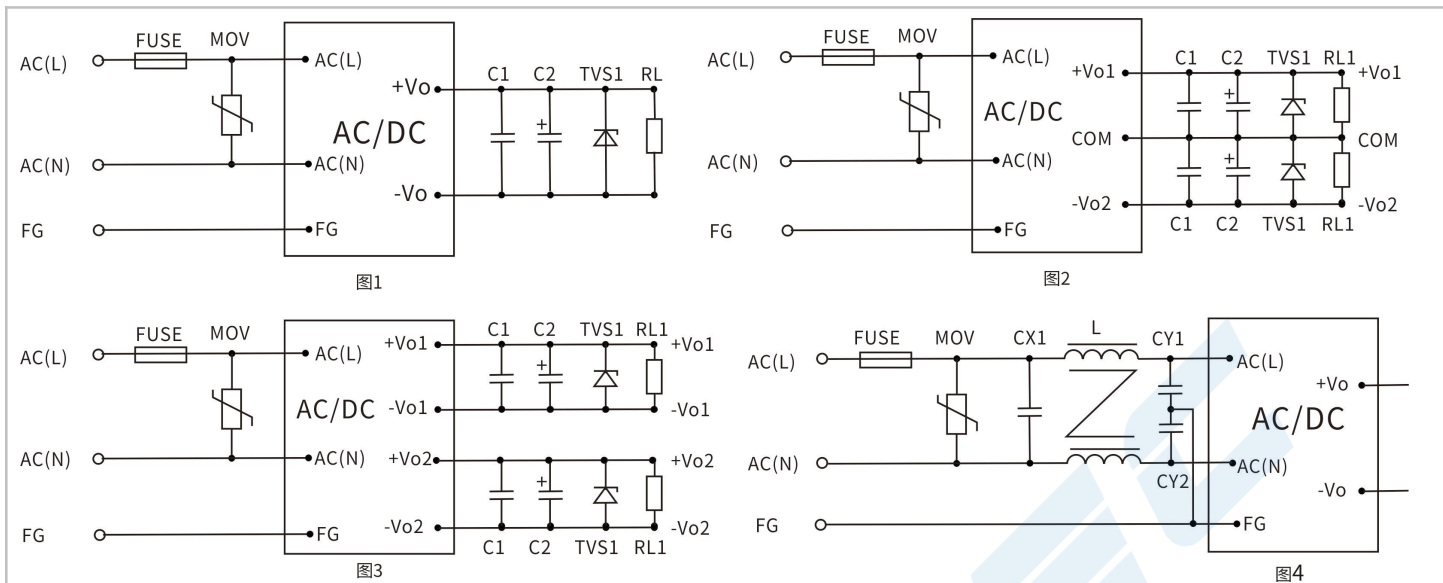 FUSE MOV
AC(L) AC(L) C1 C2 TVS1 RL
+Vo
AC/DC +
AC(N) AC(N)
-Vo
FG FG
图1
FUSE MOV
AC(L) AC(L) +Vo1 C1 C2 TVS1 RL1 +Vo1
AC/DC +
COM COM
AC(N) AC(N) +
-Vo2 -Vo2
FG FG C1 C2 TVS1 RL1
图2
FUSE MOV C1 C2 TVS1 RL1
AC(L) AC(L) +Vo1 +Vo1
+
AC/DC -Vo1 -Vo1
AC(N) AC(N) +Vo2 +Vo2
+
FG FG -Vo2 -Vo2
C1 C2 TVS1 RL1
图3
FUSE MOV CX1 L CY1
AC(L) AC(L)
+Vo
AC/DC
AC(N) AC(N)
CY2 -Vo
FG FG
图4